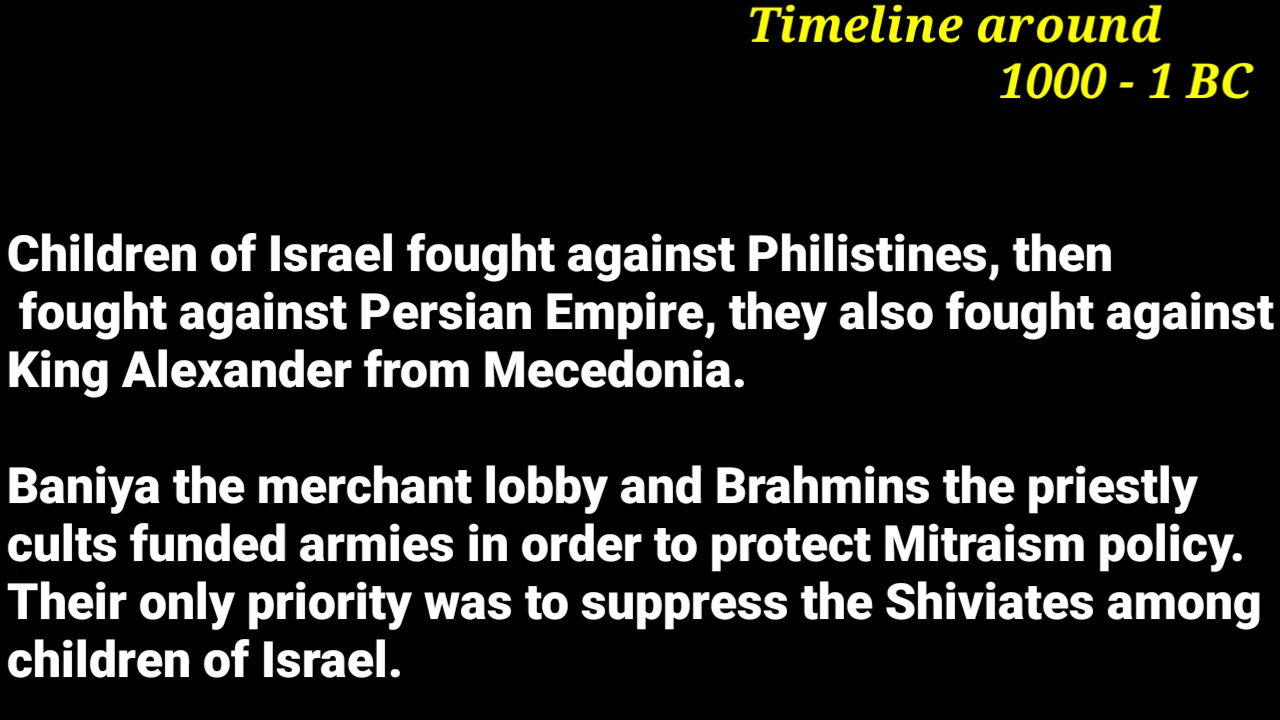 Timeline around
1000 - 1 BC
Children of Israel fought against Philistines, then
fought against Persian Empire, they also fought against
King Alexander from Mecedonia.
Baniya the merchant lobby and Brahmins the priestly
cults funded armies in order to protect Mitraism policy.
Their only priority was to suppress the Shiviates among
children of Israel.